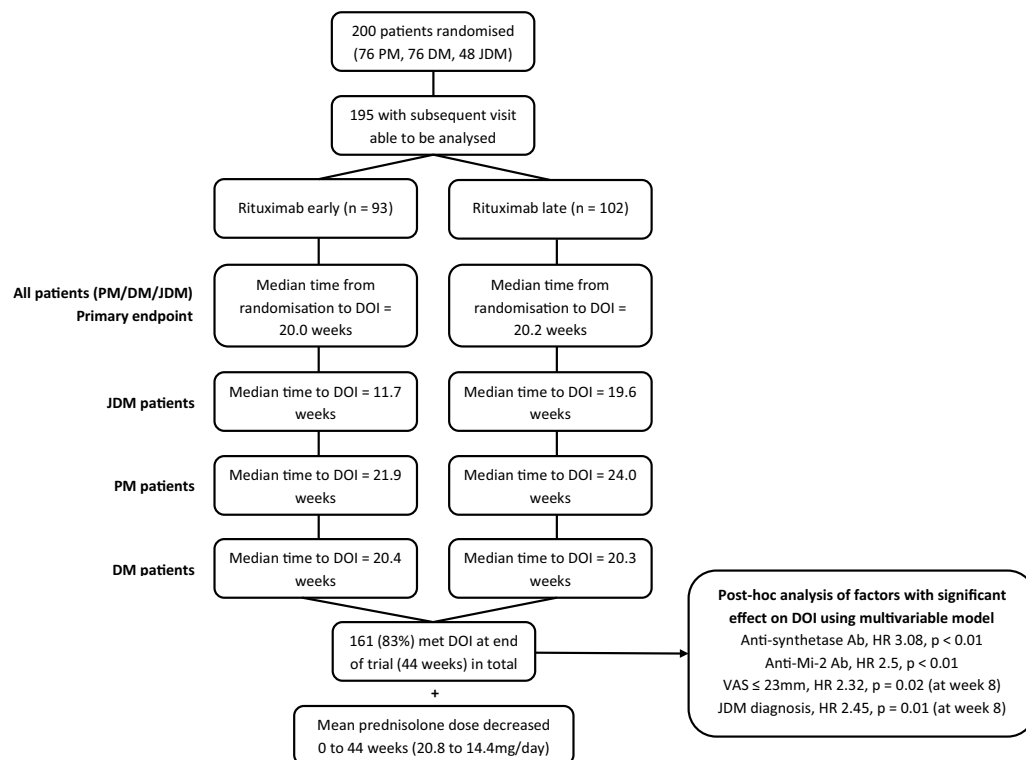 200 patients randomised
(76 PM, 76 DM, 48 JDM)
195 with subsequent visit
able to be analysed
Rituximab early (n = 93)
Rituximab late (n = 102)
All patients (PM/DM/JDM)
Primary endpoint
Median time from
randomisation to DOI =
20.0 weeks
Median time from
randomisation to DOI =
20.2 weeks
JDM patients
Median time to DOI = 11.7
weeks
Median time to DOI = 19.6
weeks
PM patients
Median time to DOI = 21.9
weeks
Median time to DOI = 24.0
weeks
DM patients
Median time to DOI = 20.4
weeks
Median time to DOI = 20.3
weeks
161 (83%) met DOI at end
of trial (44 weeks) in total
+
Mean prednisolone dose decreased
0 to 44 weeks (20.8 to 14.4mg/day)
Post-hoc analysis of factors with significant
effect on DOI using multivariable model
Anti-synthetase Ab, HR 3.08, p < 0.01
Anti-Mi-2 Ab, HR 2.5, p < 0.01
VAS ≤ 23mm, HR 2.32, p = 0.02 (at week 8)
JDM diagnosis, HR 2.45, p = 0.01 (at week 8)